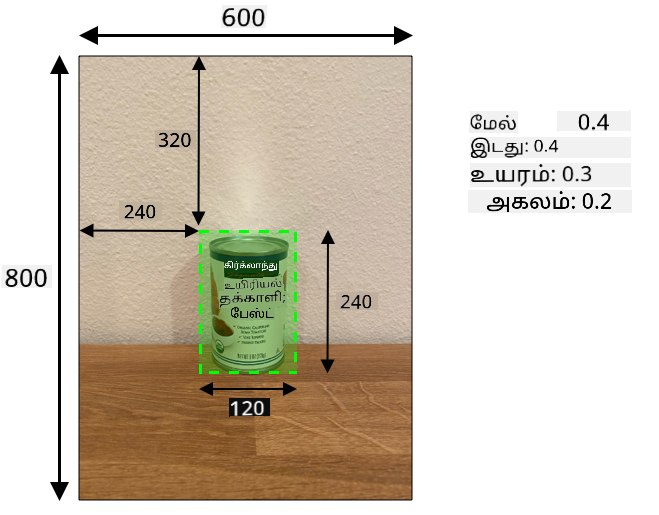 600
320
மேல் 0.4
இடது: 0.4
உயரம்: 0.3
அகலம்: 0.2
240
800
கிர்க்லாந்து
உயிரியல்
தக்காளி;
பேஸ்ட்
240
120